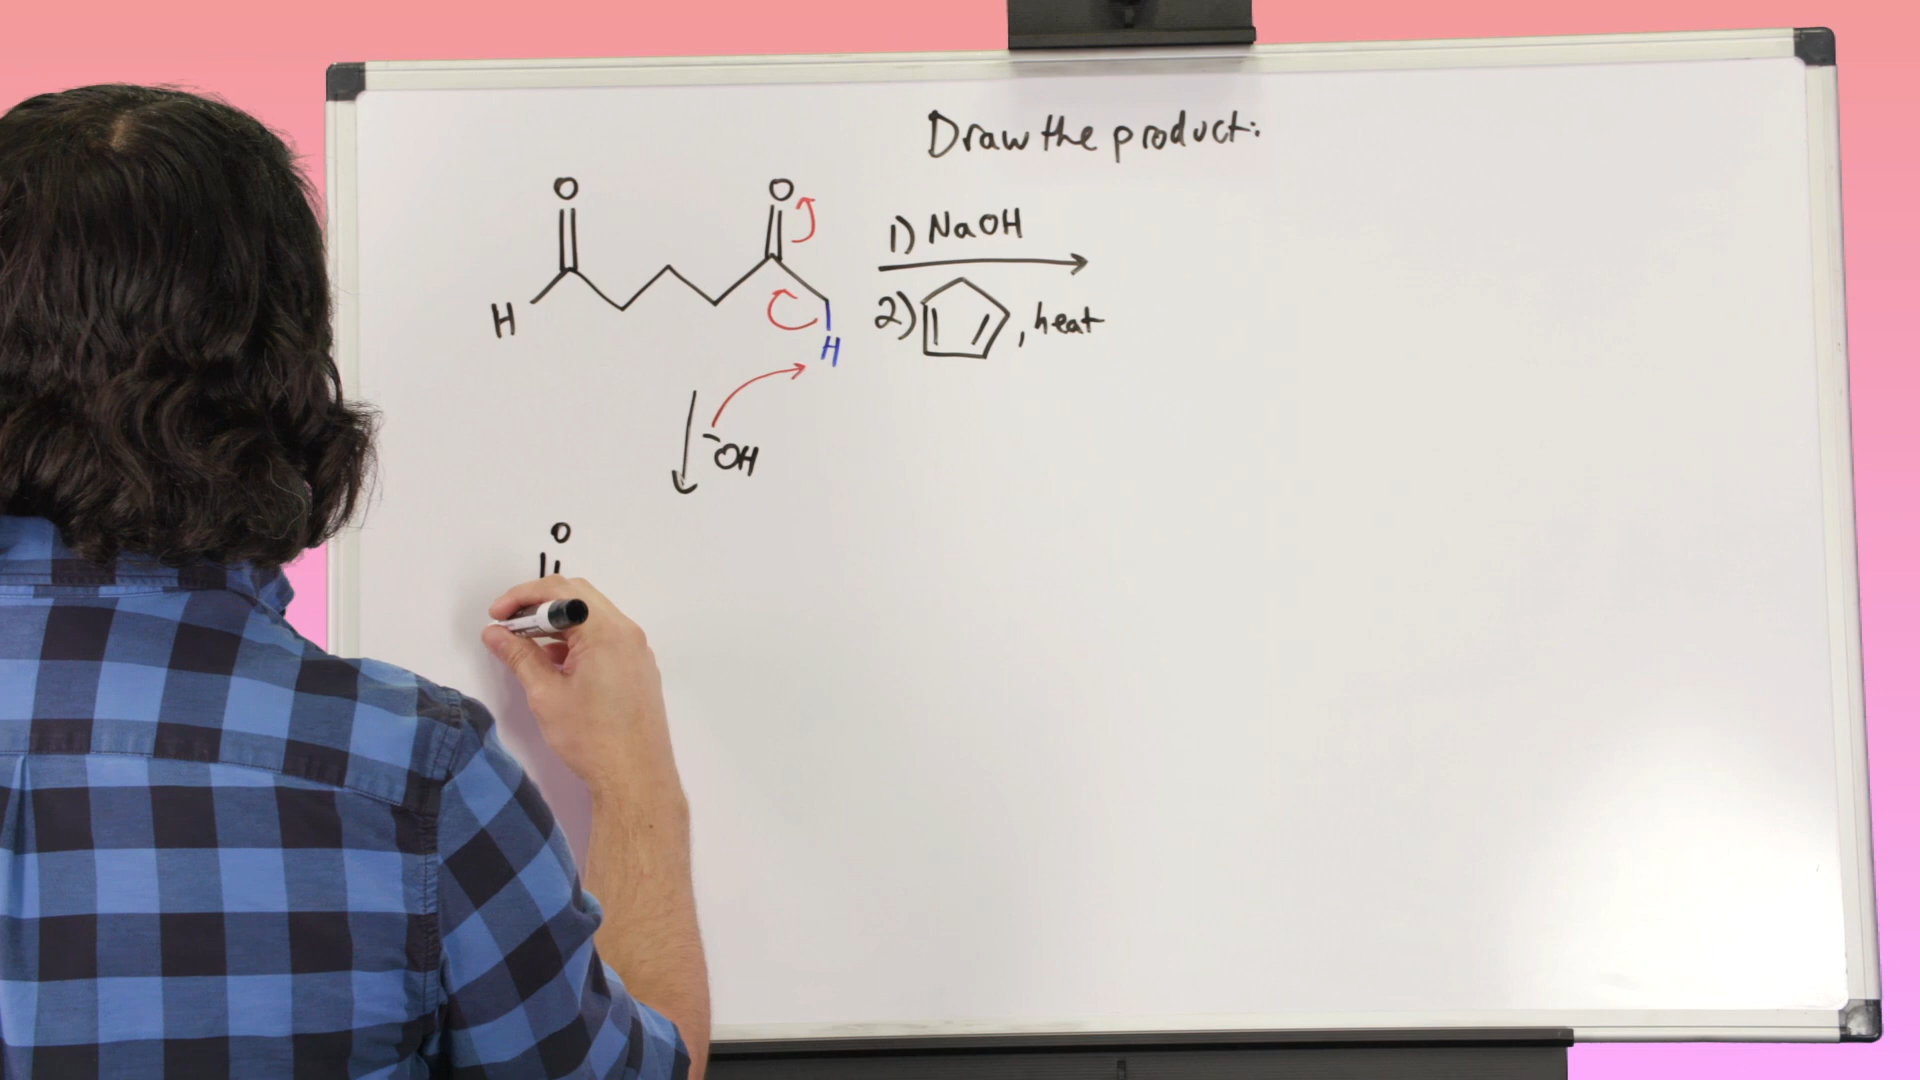 Draw the product:
O
O
1) NaOH
H
2)
, heat
H
-OH
O